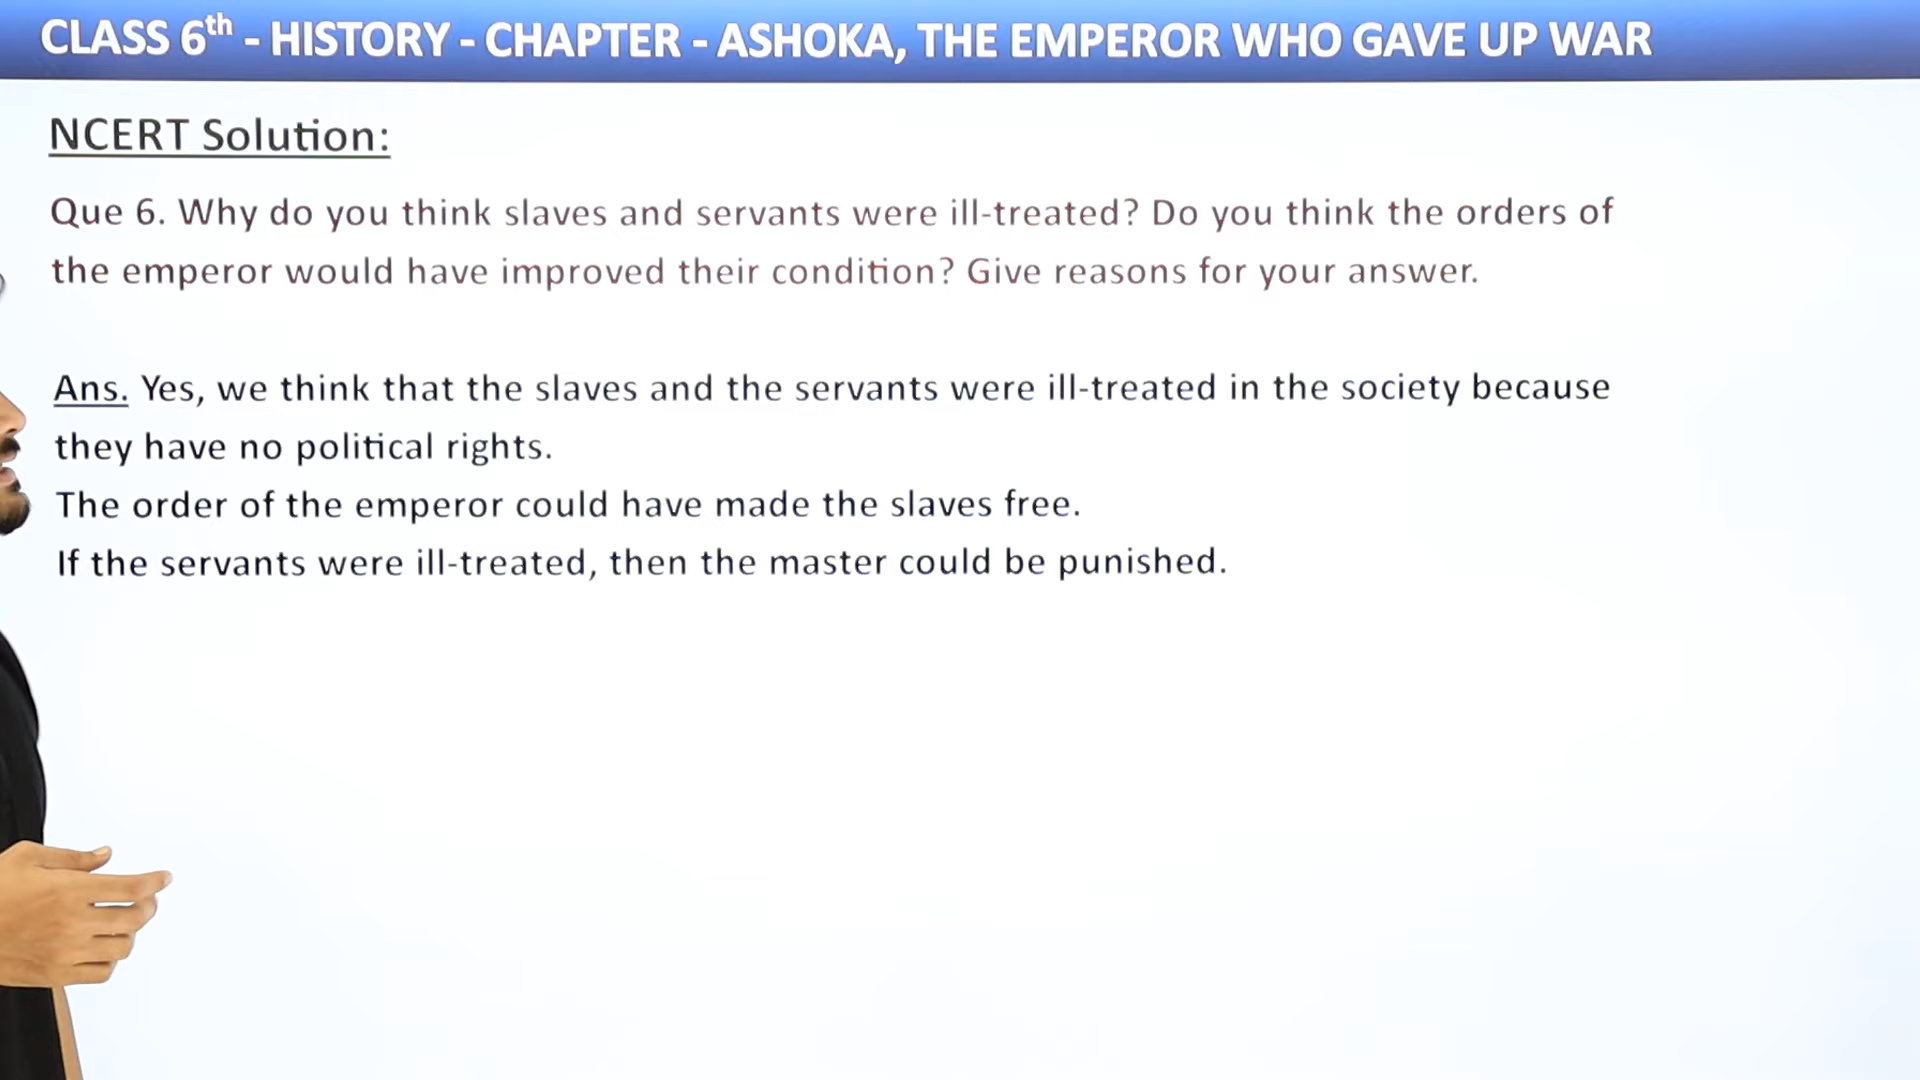 CLASS 6th - HISTORY - CHAPTER - ASHOKA, THE EMPEROR WHO GAVE UP WAR
NCERT Solution:
Que 6. Why do you think slaves and servants were ill-treated? Do you think the orders of
the emperor would have improved their condition? Give reasons for your answer.
Ans. Yes, we think that the slaves and the servants were ill-treated in the society because
they have no political rights.
The order of the emperor could have made the slaves free.
If the servants were ill-treated, then the master could be punished.